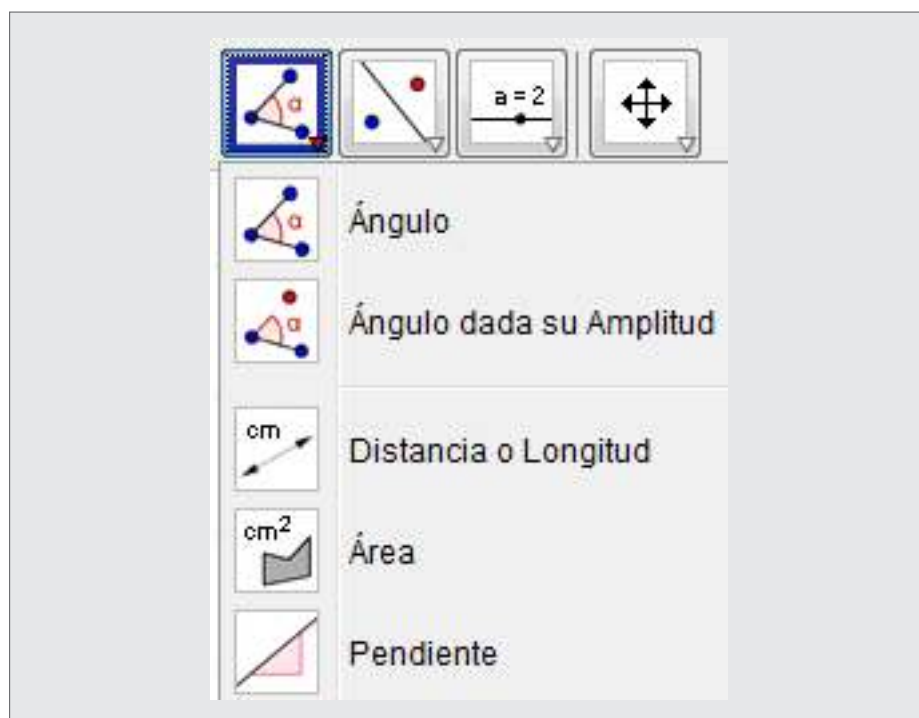 α a = 2
α Ángulo
α Ángulo dada su Amplitud
cm Distancia o Longitud
cm² Área
Pendiente